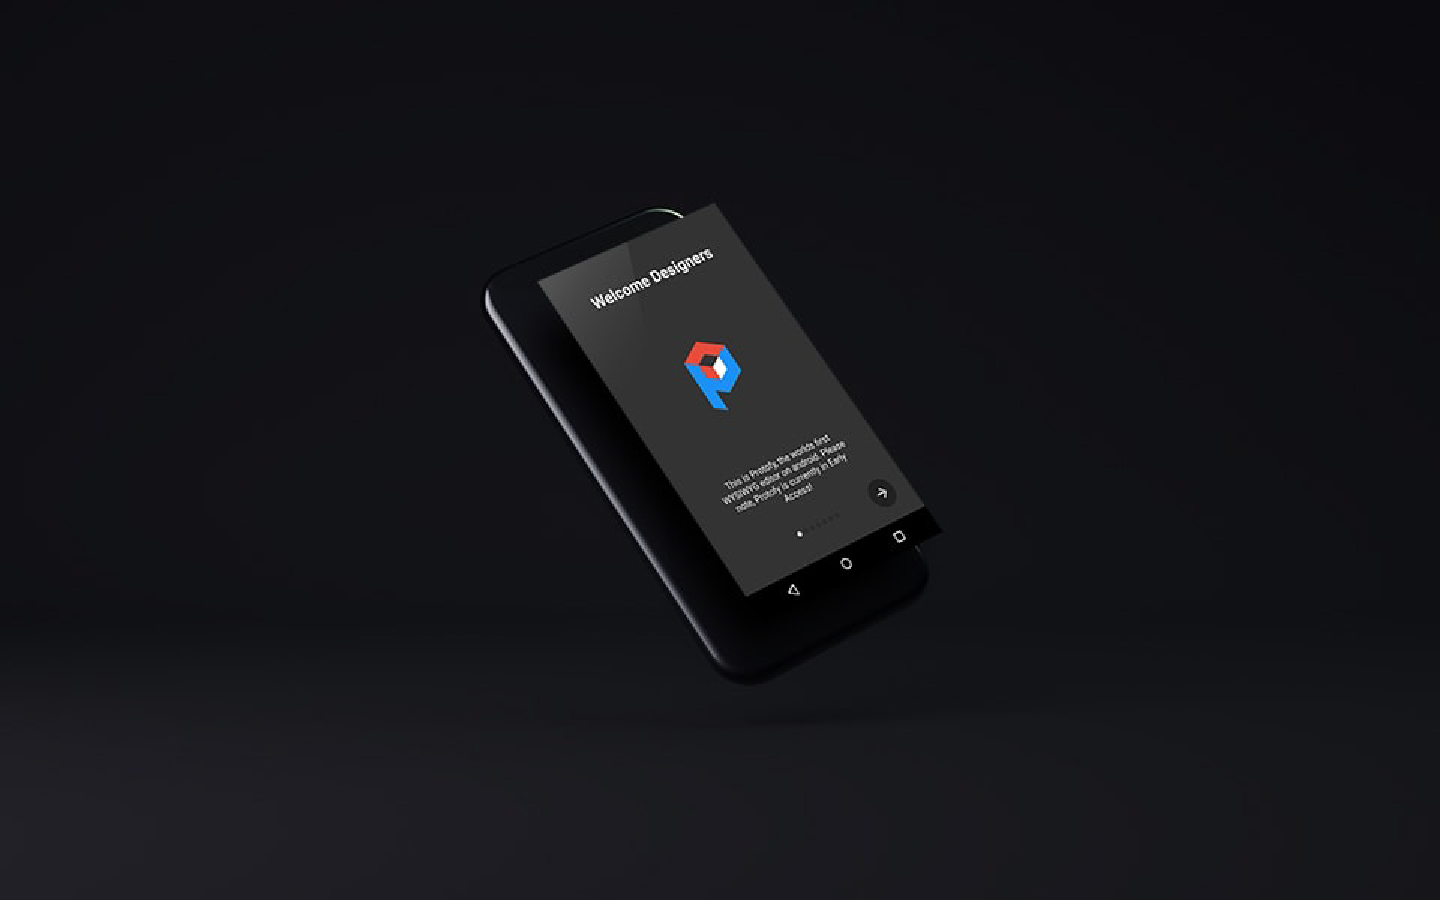 Welcome Designers
This is Protofy, the worlds first
WYSIWYG editor on android. Please
note, Protofy is currently in Early
Access!